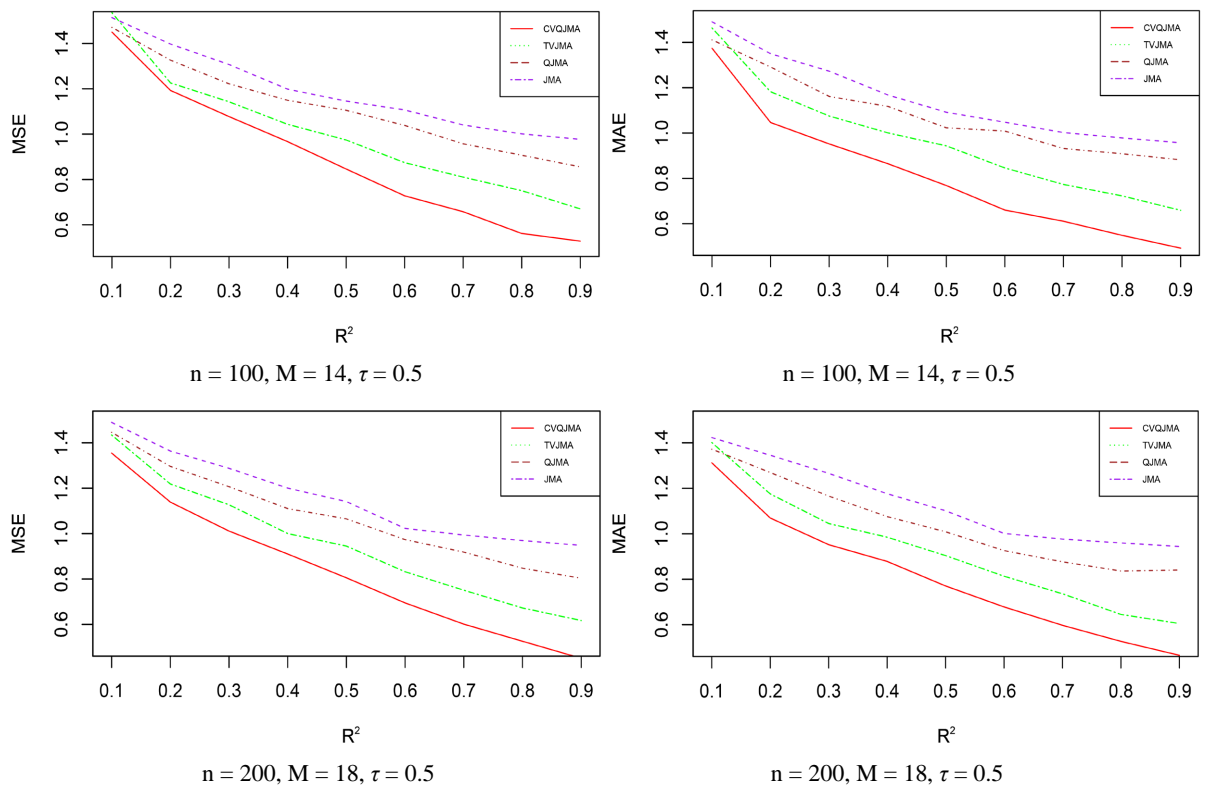 MSE
1.4
1.2
1.0
0.8
0.6
CVQJMA
TVJMA
QJMA
JMA
0.1 0.2 0.3 0.4 0.5 0.6 0.7 0.8 0.9
R²
n = 100, M = 14, τ = 0.5
MAE
1.4
1.2
1.0
0.8
0.6
CVQJMA
TVJMA
QJMA
JMA
0.1 0.2 0.3 0.4 0.5 0.6 0.7 0.8 0.9
R²
n = 100, M = 14, τ = 0.5
MSE
1.4
1.2
1.0
0.8
0.6
CVQJMA
TVJMA
QJMA
JMA
0.1 0.2 0.3 0.4 0.5 0.6 0.7 0.8 0.9
R²
n = 200, M = 18, τ = 0.5
MAE
1.4
1.2
1.0
0.8
0.6
CVQJMA
TVJMA
QJMA
JMA
0.1 0.2 0.3 0.4 0.5 0.6 0.7 0.8 0.9
R²
n = 200, M = 18, τ = 0.5